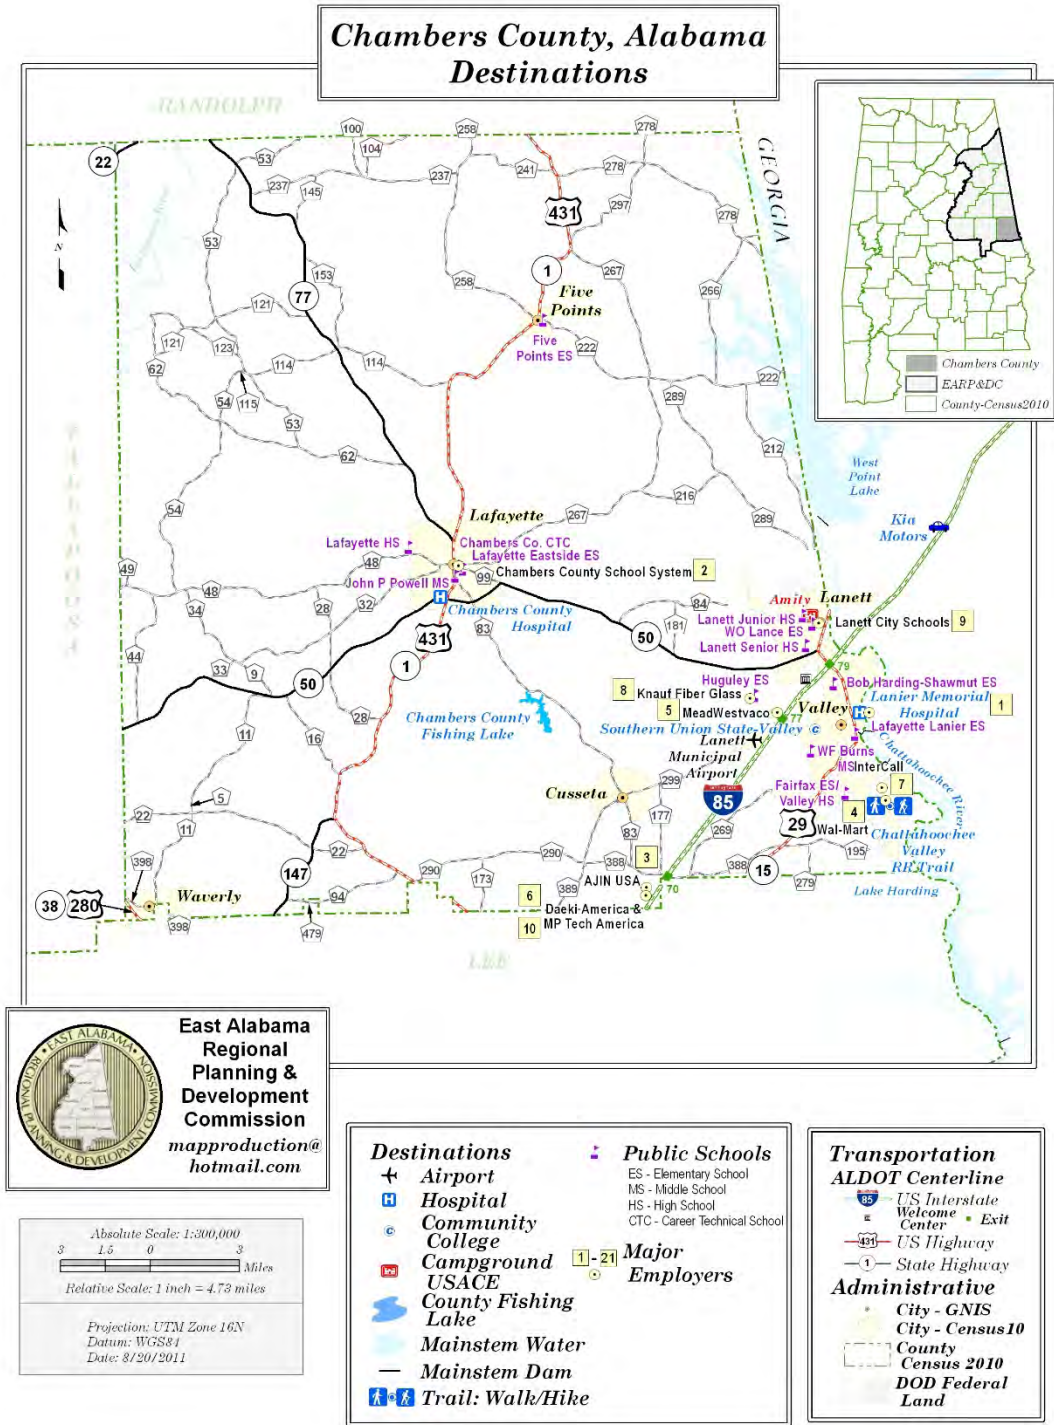 Chambers County, Alabama
Destinations
RANDOLPH
GEORGIA
TALLAPOOSA
LEE
N
22
53
100
104
258
278
237
145
237
241
278
297
278
431
53
153
1
258
267
266
77
Five
Points
Five
Points ES
121
121
123
62
114
114
222
222
54
115
53
289
62
212
54
216
267
289
West
Point
Lake
Kia
Motors
Lafayette
Lafayette HS
Chambers Co. CTC
Lafayette Eastside ES
Chambers County School System
2
John P Powell MS
99
49
48
48
34
28
32
Chambers County
Hospital
431
83
84
181
50
Amity
Lanett
Lanett Junior HS
WO Lance ES
Lanett Senior HS
Lanett City Schools
9
79
44
33
9
50
1
28
16
11
Huguley ES
8
Knauf Fiber Glass
5
MeadWestvaco
77
Bob Harding-Shawmut ES
Lanier Memorial
Hospital
1
Valley
Southern Union State-Valley
Lafayette Lanier ES
Chambers County
Fishing Lake
Lanett
Municipal
Airport
WF Burns
MS
InterCall
7
Chattahoochee River
Cusseta
299
85
Fairfax ES/
Valley HS
4
Wal-Mart
Chattahoochee
Valley
RR Trail
5
22
11
177
83
269
29
195
22
147
290
290
388
3
388
15
279
Lake Harding
398
94
173
389
AJIN USA
70
6
Daeki-America &
10
MP Tech America
38
280
Waverly
398
479
Chambers County
EARP&DC
County-Census2010
EAST ALABAMA
REGIONAL PLANNING & DEVELOPMENT COMMISSION
East Alabama
Regional
Planning &
Development
Commission
mapproduction@
hotmail.com
Absolute Scale: 1:300,000
3 1.5 0 3
Miles
Relative Scale: 1 inch = 4.73 miles
Projection: UTM Zone 16N
Datum: WGS84
Date: 8/20/2011
Destinations
Airport
Hospital
Community
College
Campground
USACE
County Fishing
Lake
Mainstem Water
Mainstem Dam
Trail: Walk/Hike
Public Schools
ES - Elementary School
MS - Middle School
HS - High School
CTC - Career Technical School
1 - 21 Major
Employers
Transportation
ALDOT Centerline
85 US Interstate
Welcome
Center
Exit
431 US Highway
1 State Highway
Administrative
City - GNIS
City - Census10
County
Census 2010
DOD Federal
Land